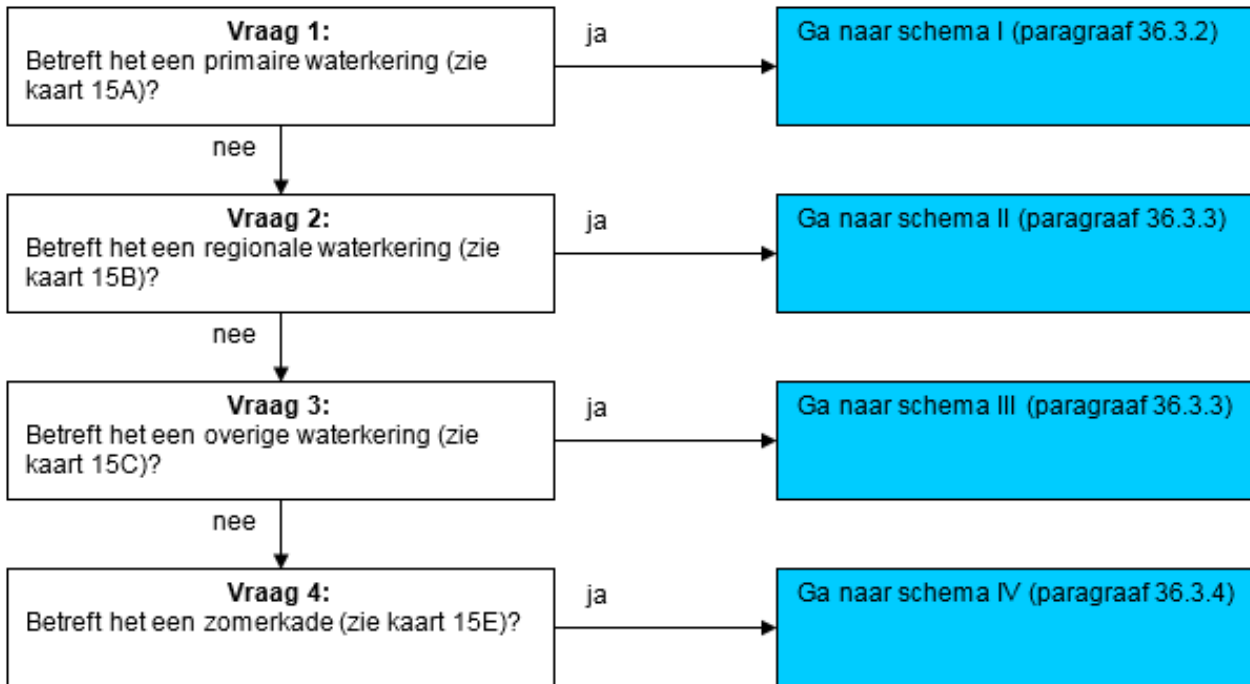 Vraag 1:
Betreft het een primaire waterkering (zie
kaart 15A)?
ja
Ga naar schema I (paragraaf 36.3.2)
nee
Vraag 2:
Betreft het een regionale waterkering (zie
kaart 15B)?
ja
Ga naar schema II (paragraaf 36.3.3)
nee
Vraag 3:
Betreft het een overige waterkering (zie
kaart 15C)?
ja
Ga naar schema III (paragraaf 36.3.3)
nee
Vraag 4:
Betreft het een zomerkade (zie kaart 15E)?
ja
Ga naar schema IV (paragraaf 36.3.4)